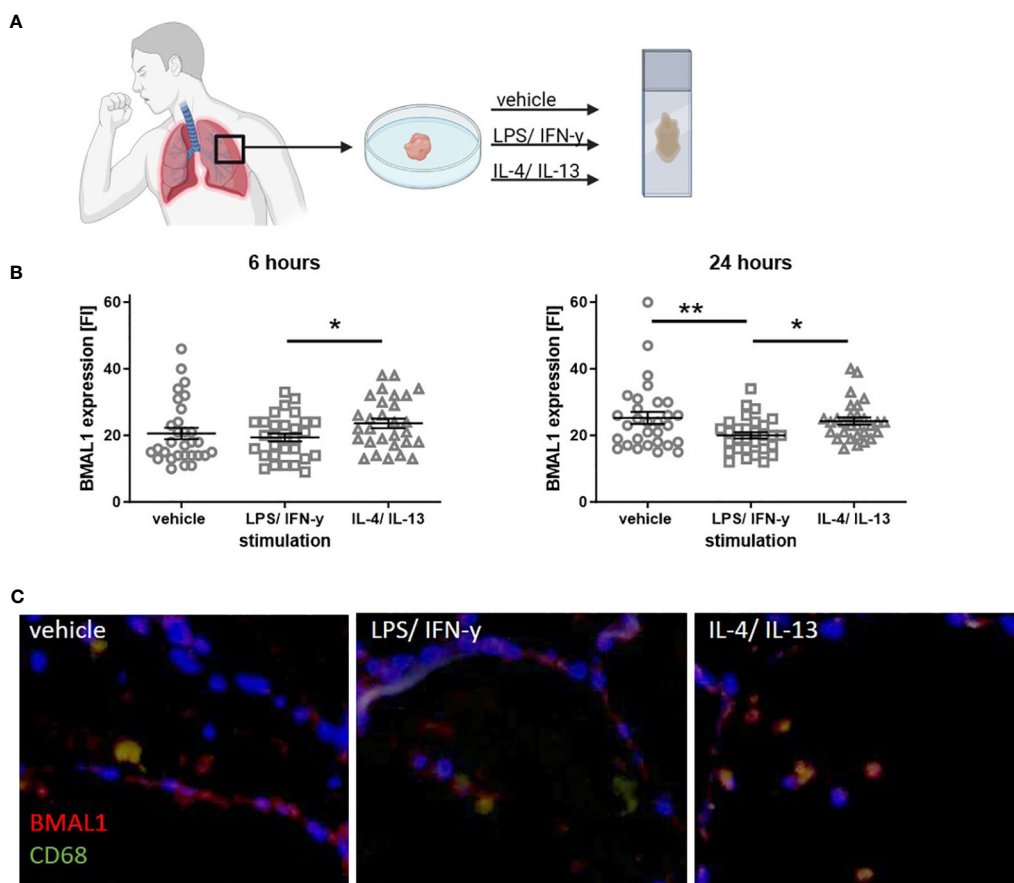 A
vehicle
LPS/ IFN-y
IL-4/ IL-13
B
6 hours
BMAL1 expression [FI]
60
40
20
0
*
vehicle
LPS/ IFN-y
IL-4/ IL-13
stimulation
24 hours
BMAL1 expression [FI]
60
40
20
0
**
*
vehicle
LPS/ IFN-y
IL-4/ IL-13
stimulation
C
vehicle
BMAL1
CD68
LPS/ IFN-y
IL-4/ IL-13